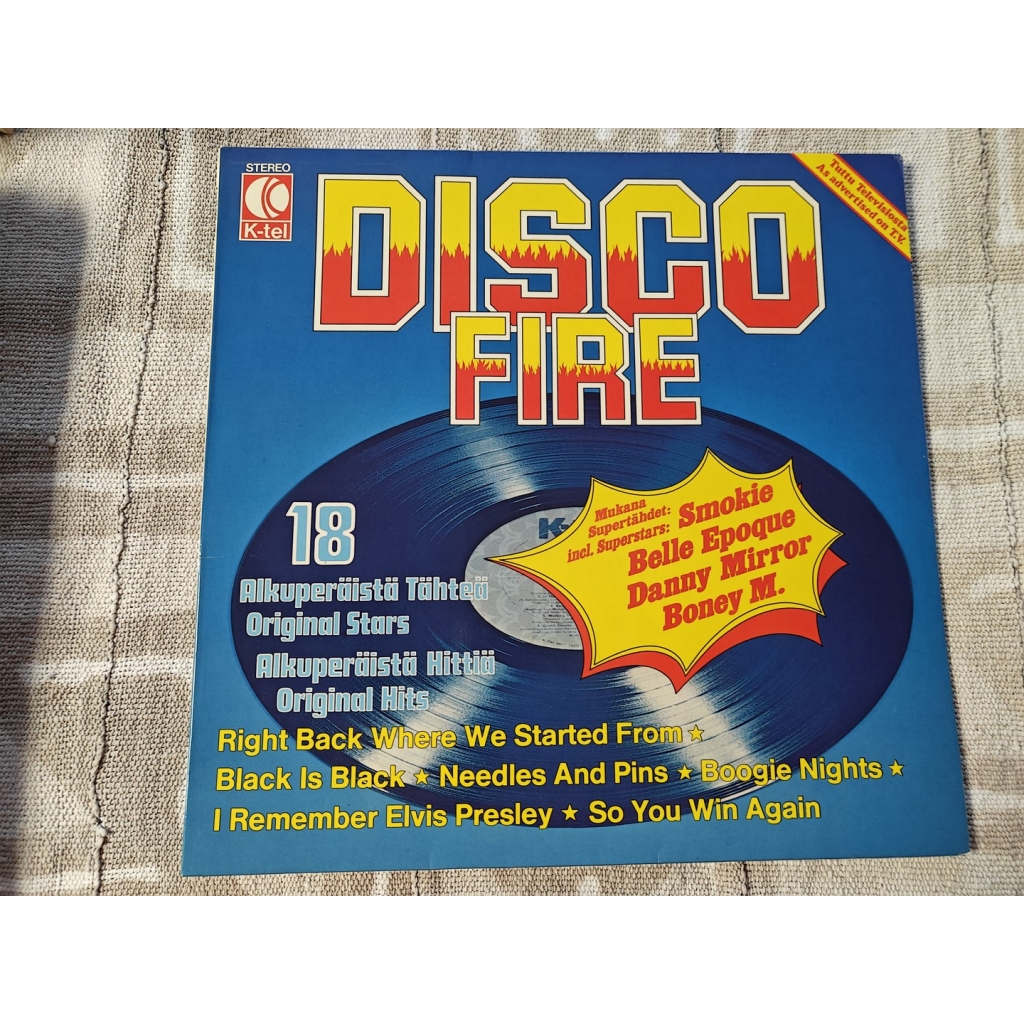 STEREO
K-tel
DISCO
FIRE
Tuttu Televisiosta
As advertised on T.V.
Mukana
Supertähdet:
incl. Superstars: Smokie
Belle Epoque
Danny Mirror
Boney M.
18
Alkuperäistä Tähteä
Original Stars
Alkuperäistä Hittiä
Original Hits
Right Back Where We Started From ★
Black Is Black ★ Needles And Pins ★ Boogie Nights ★
I Remember Elvis Presley ★ So You Win Again